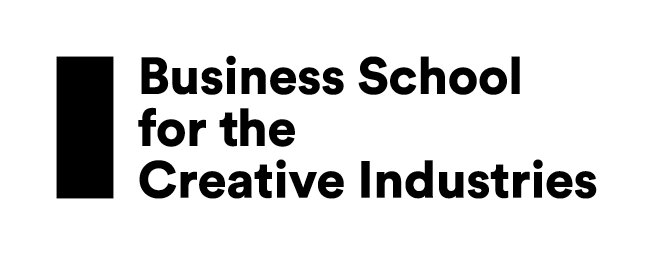 Business School
for the
Creative Industries